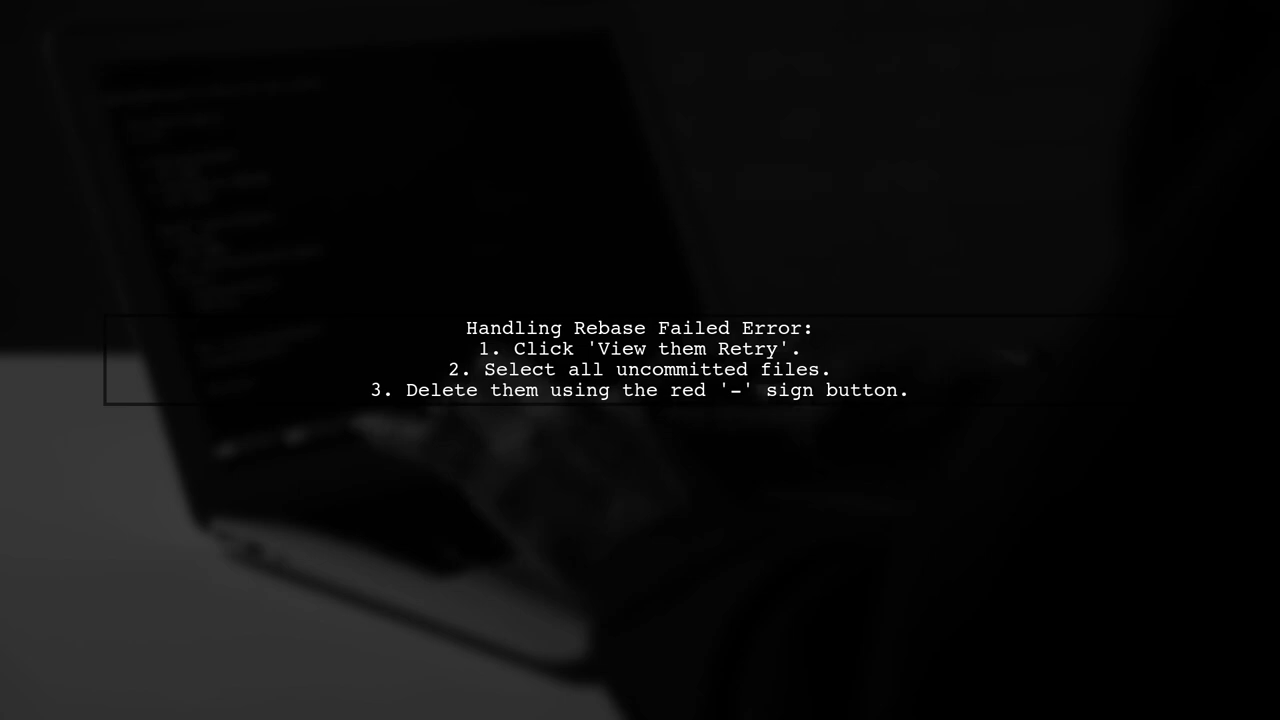 Handling Rebase Failed Error:
1. Click 'View them Retry'.
2. Select all uncommitted files.
3. Delete them using the red '-' sign button.